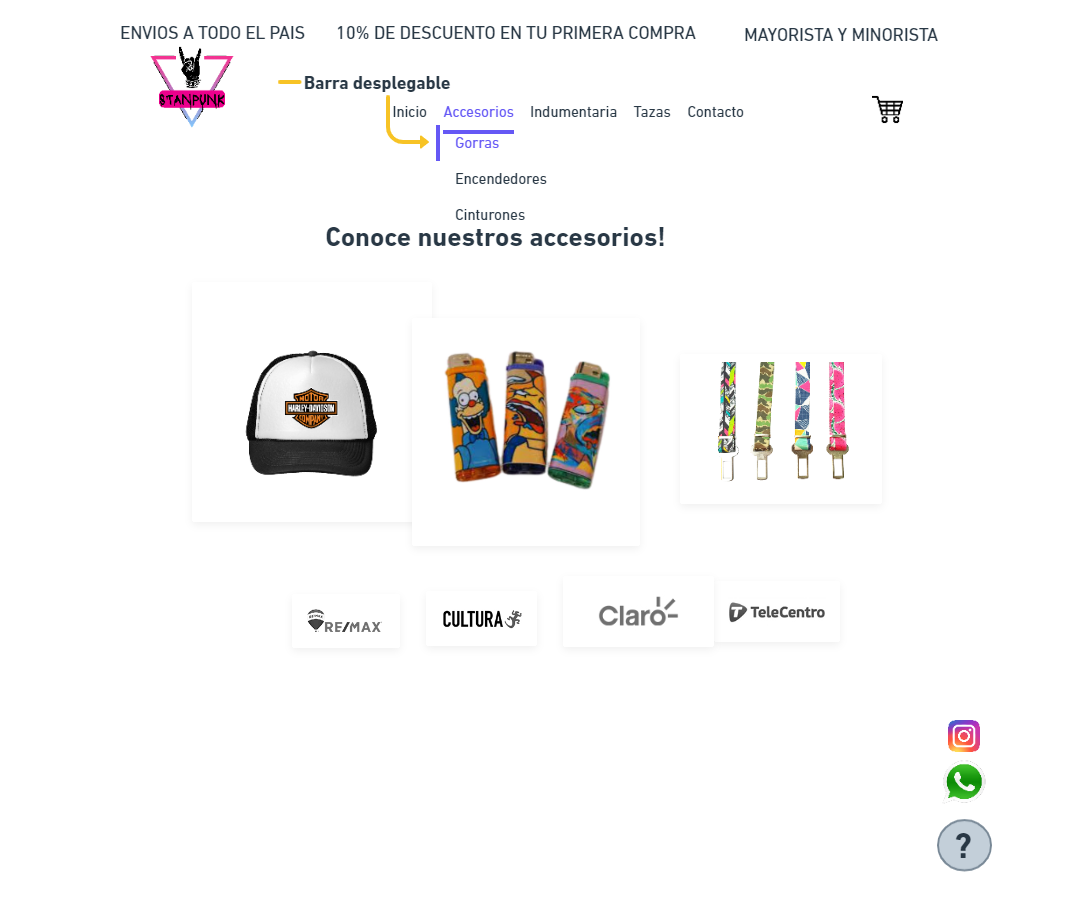 ENVIOS A TODO EL PAIS
10% DE DESCUENTO EN TU PRIMERA COMPRA
MAYORISTA Y MINORISTA
STANPUNK
Barra desplegable
Inicio
Accesorios
Indumentaria
Tazas
Contacto
Gorras
Encendedores
Cinturones
Conoce nuestros accesorios!
MOTOR
HARLEY-DAVIDSON
COMPANY
RE/MAX
CULTURA
Claro
TeleCentro
?